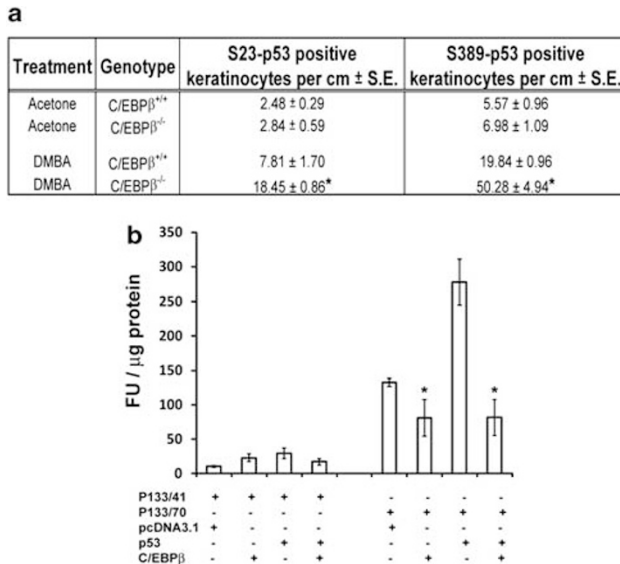 a
Treatment Genotype S23-p53 positive keratinocytes per cm ± S.E. S389-p53 positive keratinocytes per cm ± S.E.
Acetone C/EBPβ+/+ 2.48 ± 0.29 5.57 ± 0.96
Acetone C/EBPβ-/- 2.84 ± 0.59 6.98 ± 1.09
DMBA C/EBPβ+/+ 7.81 ± 1.70 19.84 ± 0.96
DMBA C/EBPβ-/- 18.45 ± 0.86* 50.28 ± 4.94*
b
FU / μg protein
350
300
250
200
150
100
50
0
* *
P133/41 + + + + - - - -
P133/70 - - - - + + + +
pcDNA3.1 + - - - + - - -
p53 - - + + - - + +
C/EBPβ - + - + - + - +